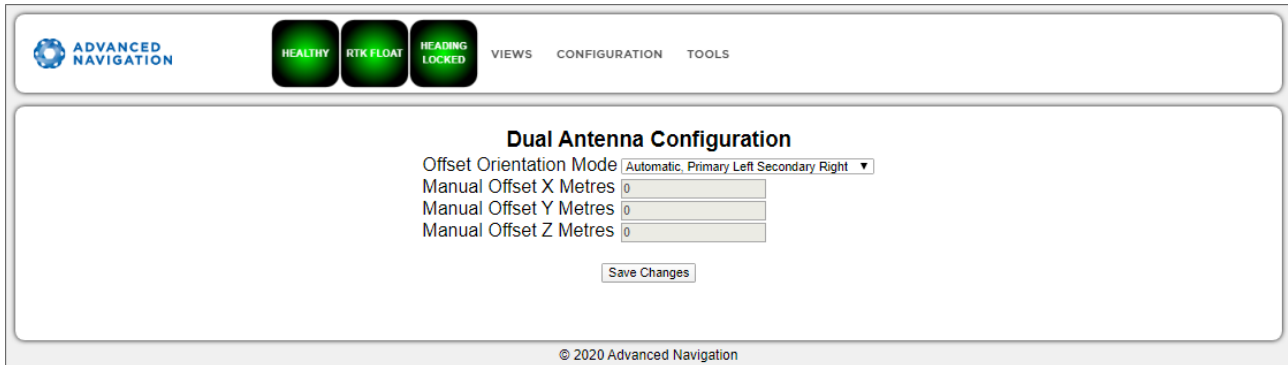 ADVANCED
NAVIGATION
HEALTHY
RTK FLOAT
HEADING
LOCKED
VIEWS CONFIGURATION TOOLS
Dual Antenna Configuration
Offset Orientation Mode Automatic, Primary Left Secondary Right
Manual Offset X Metres 0
Manual Offset Y Metres 0
Manual Offset Z Metres 0
Save Changes
© 2020 Advanced Navigation